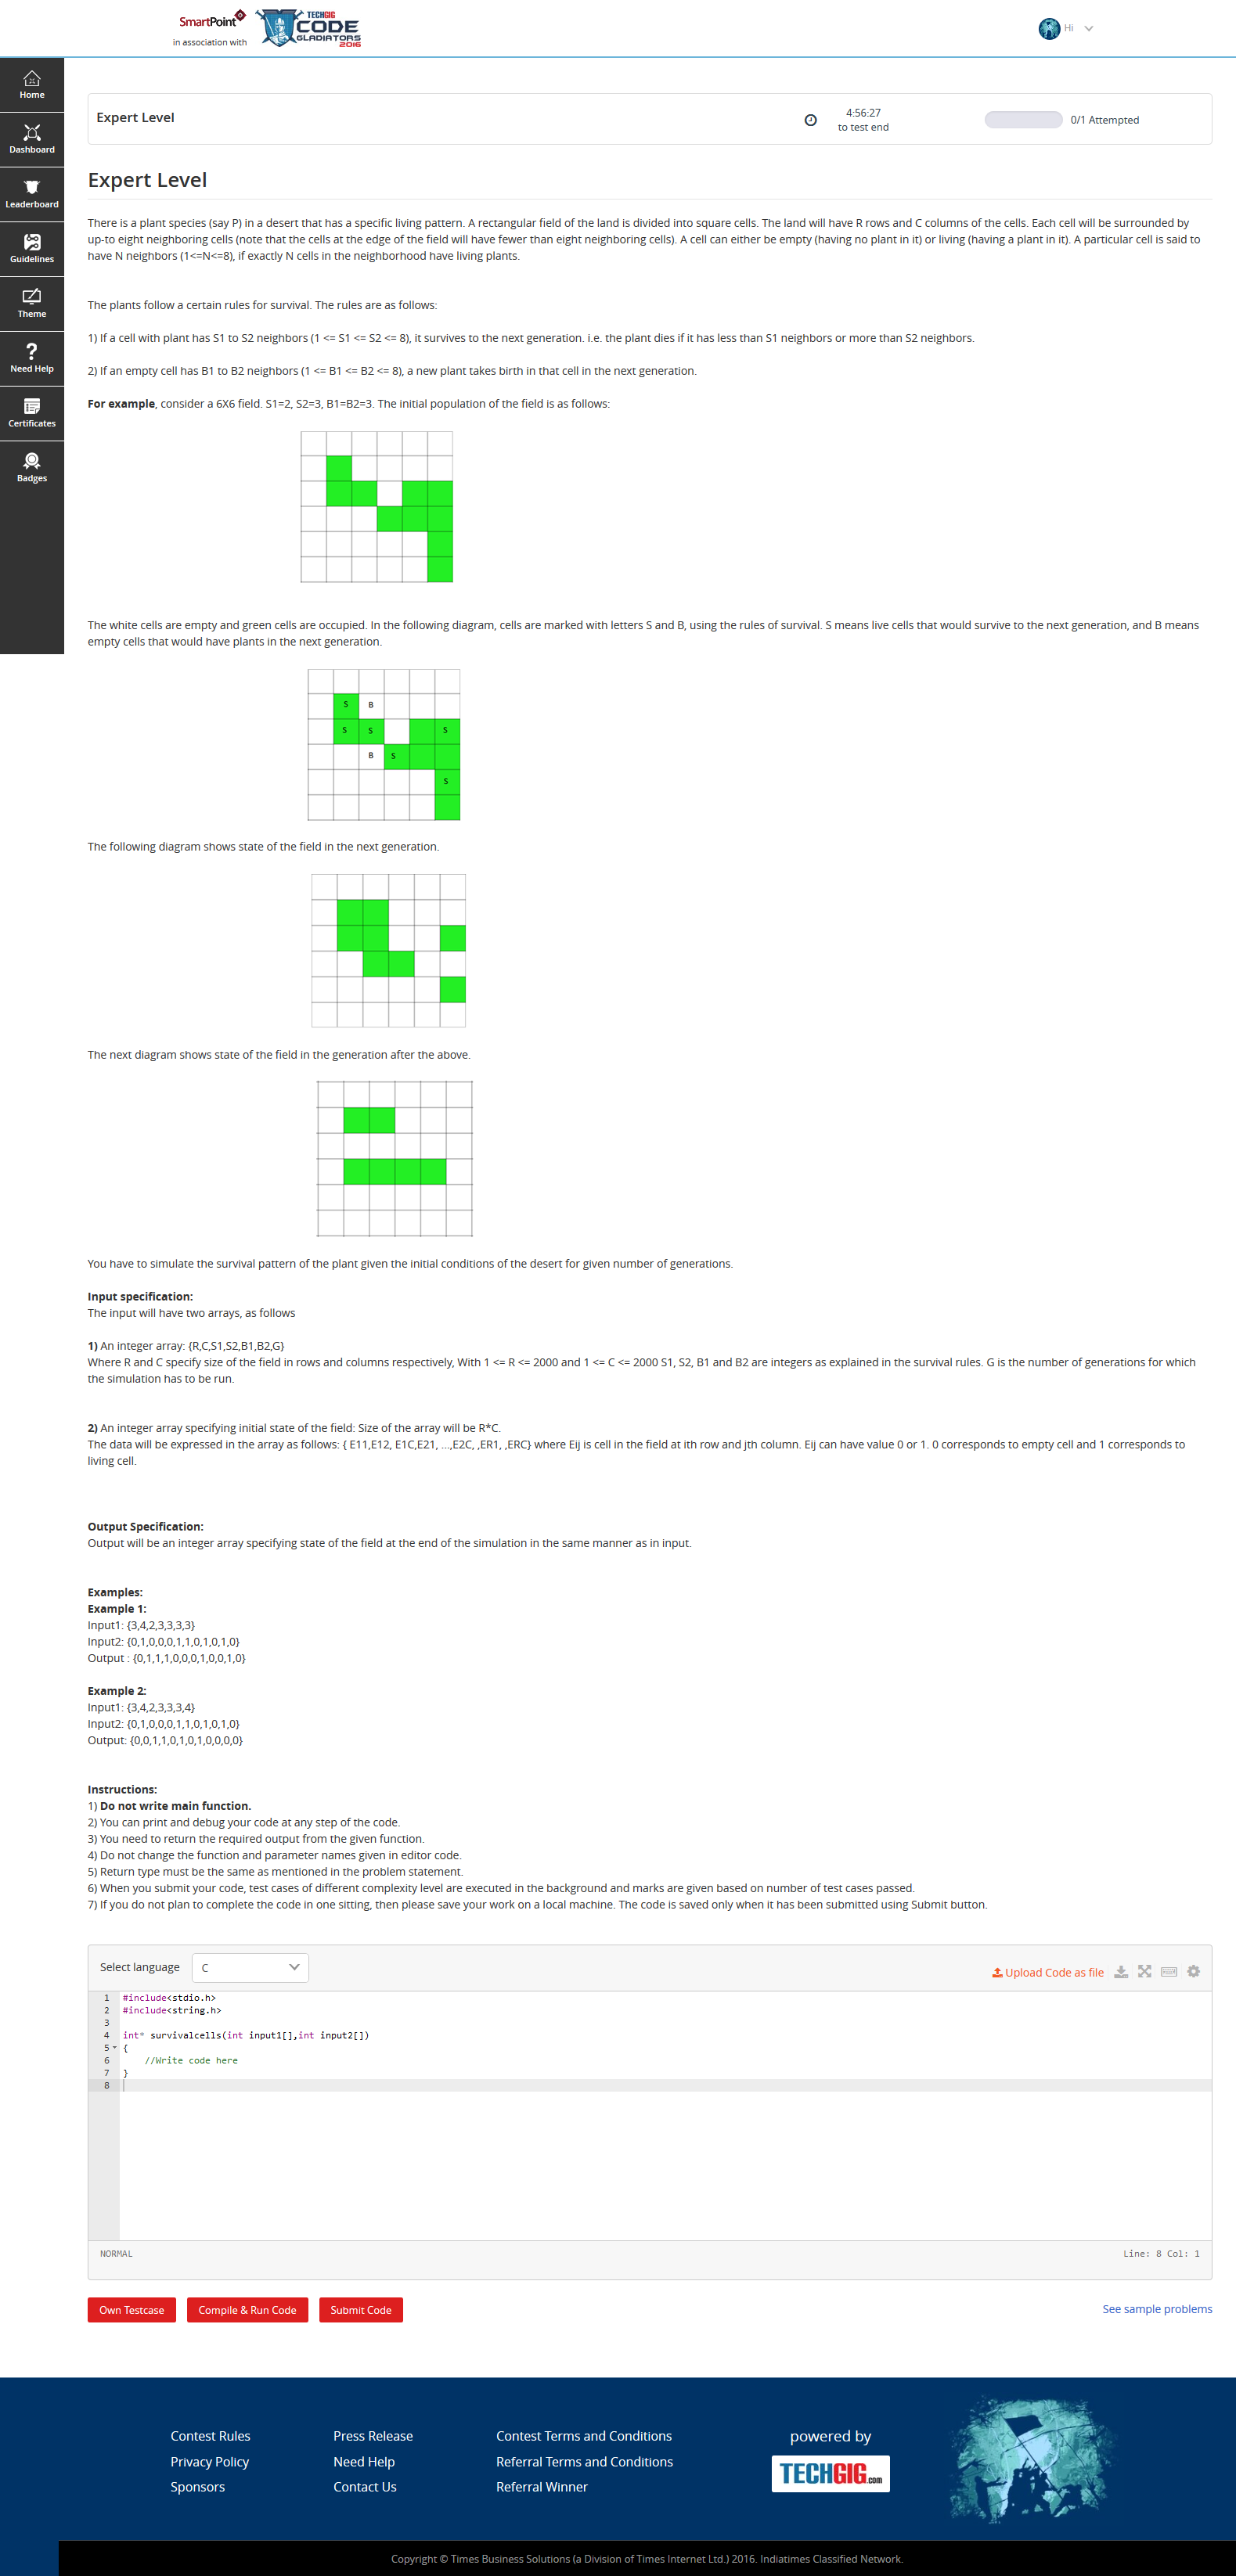 SmartPoint
in association with
TECHGIG
CODE
GLADIATORS
2016
Hi
Home
Dashboard
Leaderboard
Guidelines
Theme
Need Help
Certificates
Badges
Expert Level
4:56:27
to test end
0/1 Attempted
Expert Level
There is a plant species (say P) in a desert that has a specific living pattern. A rectangular field of the land is divided into square cells. The land will have R rows and C columns of the cells. Each cell will be surrounded by
up-to eight neighboring cells (note that the cells at the edge of the field will have fewer than eight neighboring cells). A cell can either be empty (having no plant in it) or living (having a plant in it). A particular cell is said to
have N neighbors (1<=N<=8), if exactly N cells in the neighborhood have living plants.
The plants follow a certain rules for survival. The rules are as follows:
1) If a cell with plant has S1 to S2 neighbors (1 <= S1 <= S2 <= 8), it survives to the next generation. i.e. the plant dies if it has less than S1 neighbors or more than S2 neighbors.
2) If an empty cell has B1 to B2 neighbors (1 <= B1 <= B2 <= 8), a new plant takes birth in that cell in the next generation.
For example, consider a 6X6 field. S1=2, S2=3, B1=B2=3. The initial population of the field is as follows:
The white cells are empty and green cells are occupied. In the following diagram, cells are marked with letters S and B, using the rules of survival. S means live cells that would survive to the next generation, and B means
empty cells that would have plants in the next generation.
S B
S S S
B S
S
The following diagram shows state of the field in the next generation.
The next diagram shows state of the field in the generation after the above.
You have to simulate the survival pattern of the plant given the initial conditions of the desert for given number of generations.
Input specification:
The input will have two arrays, as follows
1) An integer array: {R,C,S1,S2,B1,B2,G}
Where R and C specify size of the field in rows and columns respectively, With 1 <= R <= 2000 and 1 <= C <= 2000 S1, S2, B1 and B2 are integers as explained in the survival rules. G is the number of generations for which
the simulation has to be run.
2) An integer array specifying initial state of the field: Size of the array will be R*C.
The data will be expressed in the array as follows: { E11,E12, E1C,E21, ...,E2C, ,ER1, ,ERC} where Eij is cell in the field at ith row and jth column. Eij can have value 0 or 1. 0 corresponds to empty cell and 1 corresponds to
living cell.
Output Specification:
Output will be an integer array specifying state of the field at the end of the simulation in the same manner as in input.
Examples:
Example 1:
Input1: {3,4,2,3,3,3,3}
Input2: {0,1,0,0,0,1,1,0,1,0,1,0}
Output : {0,1,1,1,0,0,0,1,0,0,1,0}
Example 2:
Input1: {3,4,2,3,3,3,4}
Input2: {0,1,0,0,0,1,1,0,1,0,1,0}
Output: {0,0,1,1,0,1,0,1,0,0,0,0}
Instructions:
1) Do not write main function.
2) You can print and debug your code at any step of the code.
3) You need to return the required output from the given function.
4) Do not change the function and parameter names given in editor code.
5) Return type must be the same as mentioned in the problem statement.
6) When you submit your code, test cases of different complexity level are executed in the background and marks are given based on number of test cases passed.
7) If you do not plan to complete the code in one sitting, then please save your work on a local machine. The code is saved only when it has been submitted using Submit button.
Select language C Upload Code as file
1 #include<stdio.h>
2 #include<string.h>
3
4 int* survivalcells(int input1[],int input2[])
5 {
6 //Write code here
7 }
8
NORMAL Line: 8 Col: 1
Own Testcase Compile & Run Code Submit Code See sample problems
Contest Rules Press Release Contest Terms and Conditions powered by
Privacy Policy Need Help Referral Terms and Conditions TECHGIG.com
Sponsors Contact Us Referral Winner
Copyright © Times Business Solutions (a Division of Times Internet Ltd.) 2016. Indiatimes Classified Network.